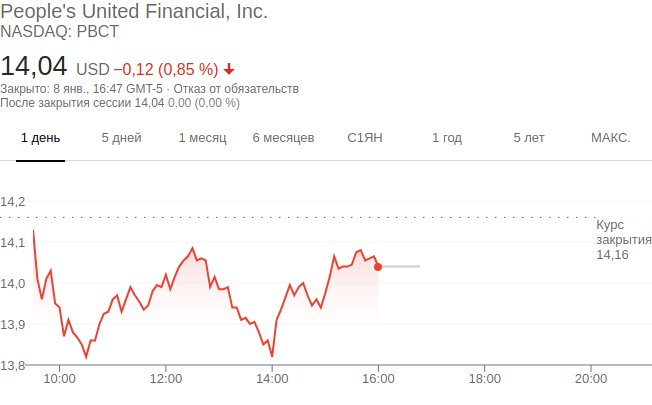 People's United Financial, Inc.
NASDAQ: PBCT
14,04 USD −0,12 (0,85 %)
Закрыто: 8 янв., 16:47 GMT-5 · Отказ от обязательств
После закрытия сессии 14,04 0,00 (0,00 %)
1 день 5 дней 1 месяц 6 месяцев С1ЯН 1 год 5 лет МАКС.
14,2
Курс
закрытия
14,16
14,1
14,0
13,9
13,8
10:00 12:00 14:00 16:00 18:00 20:00